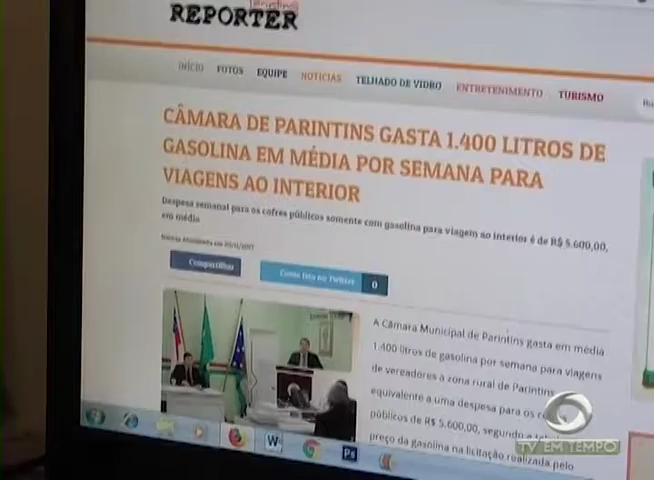 REPORTER
INÍCIO FOTOS EQUIPE NOTÍCIAS TELHADO DE VIDRO ENTRETENIMENTO TURISMO
CÂMARA DE PARINTINS GASTA 1.400 LITROS DE
GASOLINA EM MÉDIA POR SEMANA PARA
VIAGENS AO INTERIOR
Despesa semanal para os cofres públicos somente com gasolina para viagem ao interior é de R$ 5.600,00,
em média
Compartilhar
0
A Câmara Municipal de Parintins gasta em média
1.400 litros de gasolina por semana para viagens
de vereadores à zona rural de Parintins
equivalente a uma despesa para os
públicos de R$ 5.600,00, segundo
preço da gasolina na licitação realizada pelo
TV EM TEMPO
W
Ps